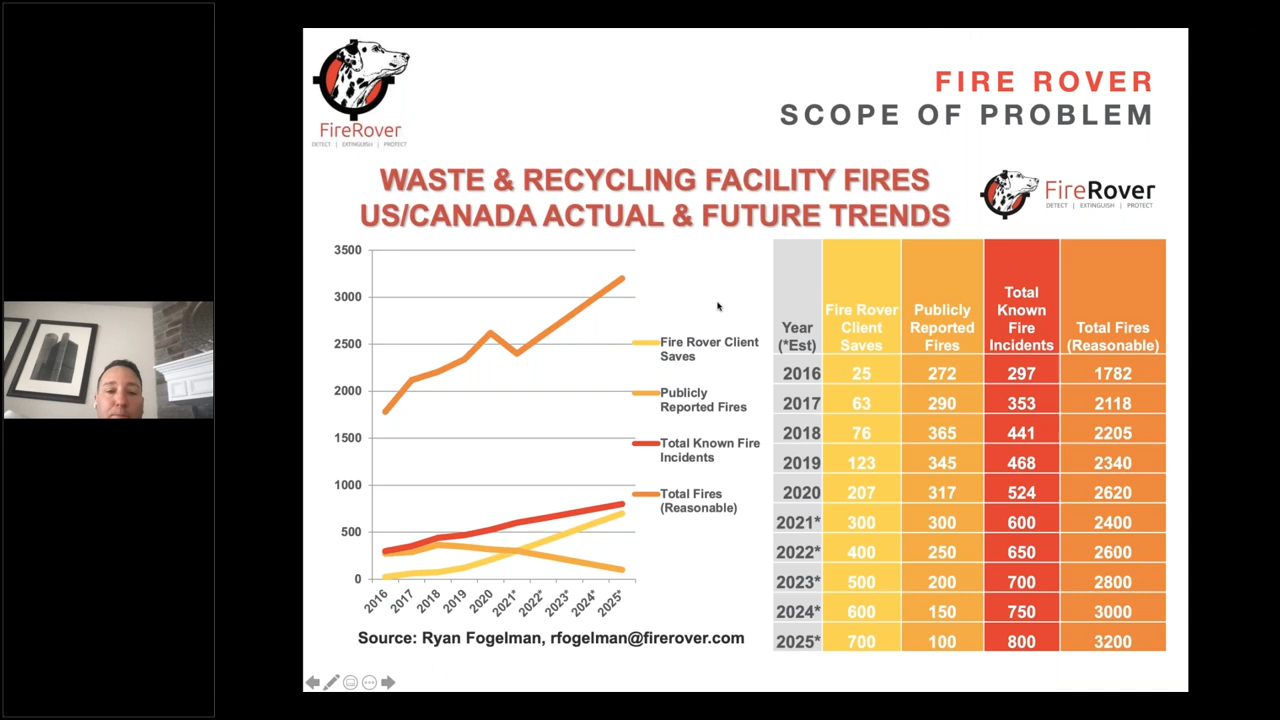 FireRover
DETECT | EXTINGUISH | PROTECT
FIRE ROVER
SCOPE OF PROBLEM
WASTE & RECYCLING FACILITY FIRES
US/CANADA ACTUAL & FUTURE TRENDS
FireRover
DETECT | EXTINGUISH | PROTECT
3500
3000
2500
2000
1500
1000
500
0
2016
2017
2018
2019
2020
2021*
2022*
2023*
2024*
2025*
Fire Rover Client
Saves
Publicly
Reported Fires
Total Known Fire
Incidents
Total Fires
(Reasonable)
Source: Ryan Fogelman, rfogelman@firerover.com
Year
(*Est)
Fire Rover
Client
Saves
Publicly
Reported
Fires
Total
Known
Fire
Incidents
Total Fires
(Reasonable)
2016 25 272 297 1782
2017 63 290 353 2118
2018 76 365 441 2205
2019 123 345 468 2340
2020 207 317 524 2620
2021* 300 300 600 2400
2022* 400 250 650 2600
2023* 500 200 700 2800
2024* 600 150 750 3000
2025* 700 100 800 3200